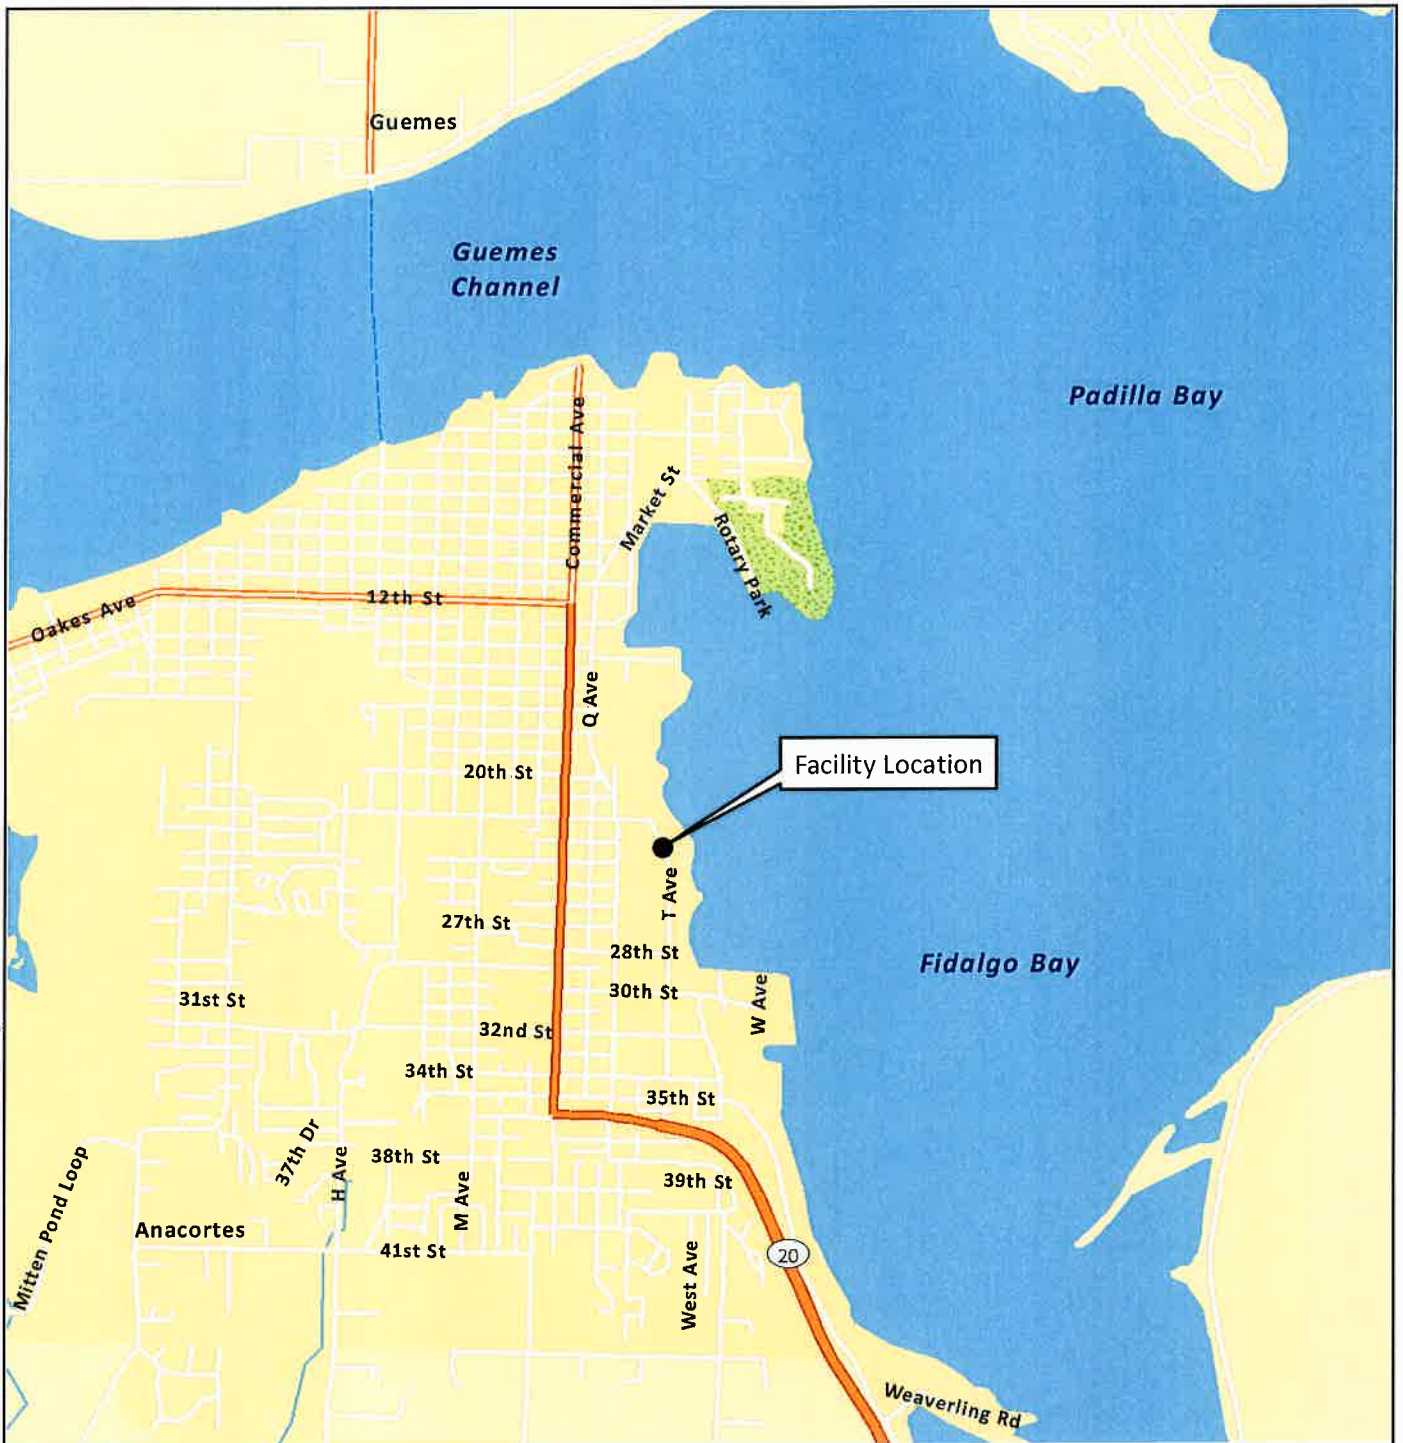 Guemes
Guemes
Channel
Padilla Bay
Commercial Ave
Market St
Rotary Park
12th St
Oakes Ave
Q Ave
20th St
Facility Location
T Ave
27th St
28th St
Fidalgo Bay
30th St
31st St
W Ave
32nd St
34th St
35th St
37th Dr
H Ave
38th St
M Ave
39th St
Mitten Pond Loop
Anacortes
41st St
West Ave
20
Weaverling Rd